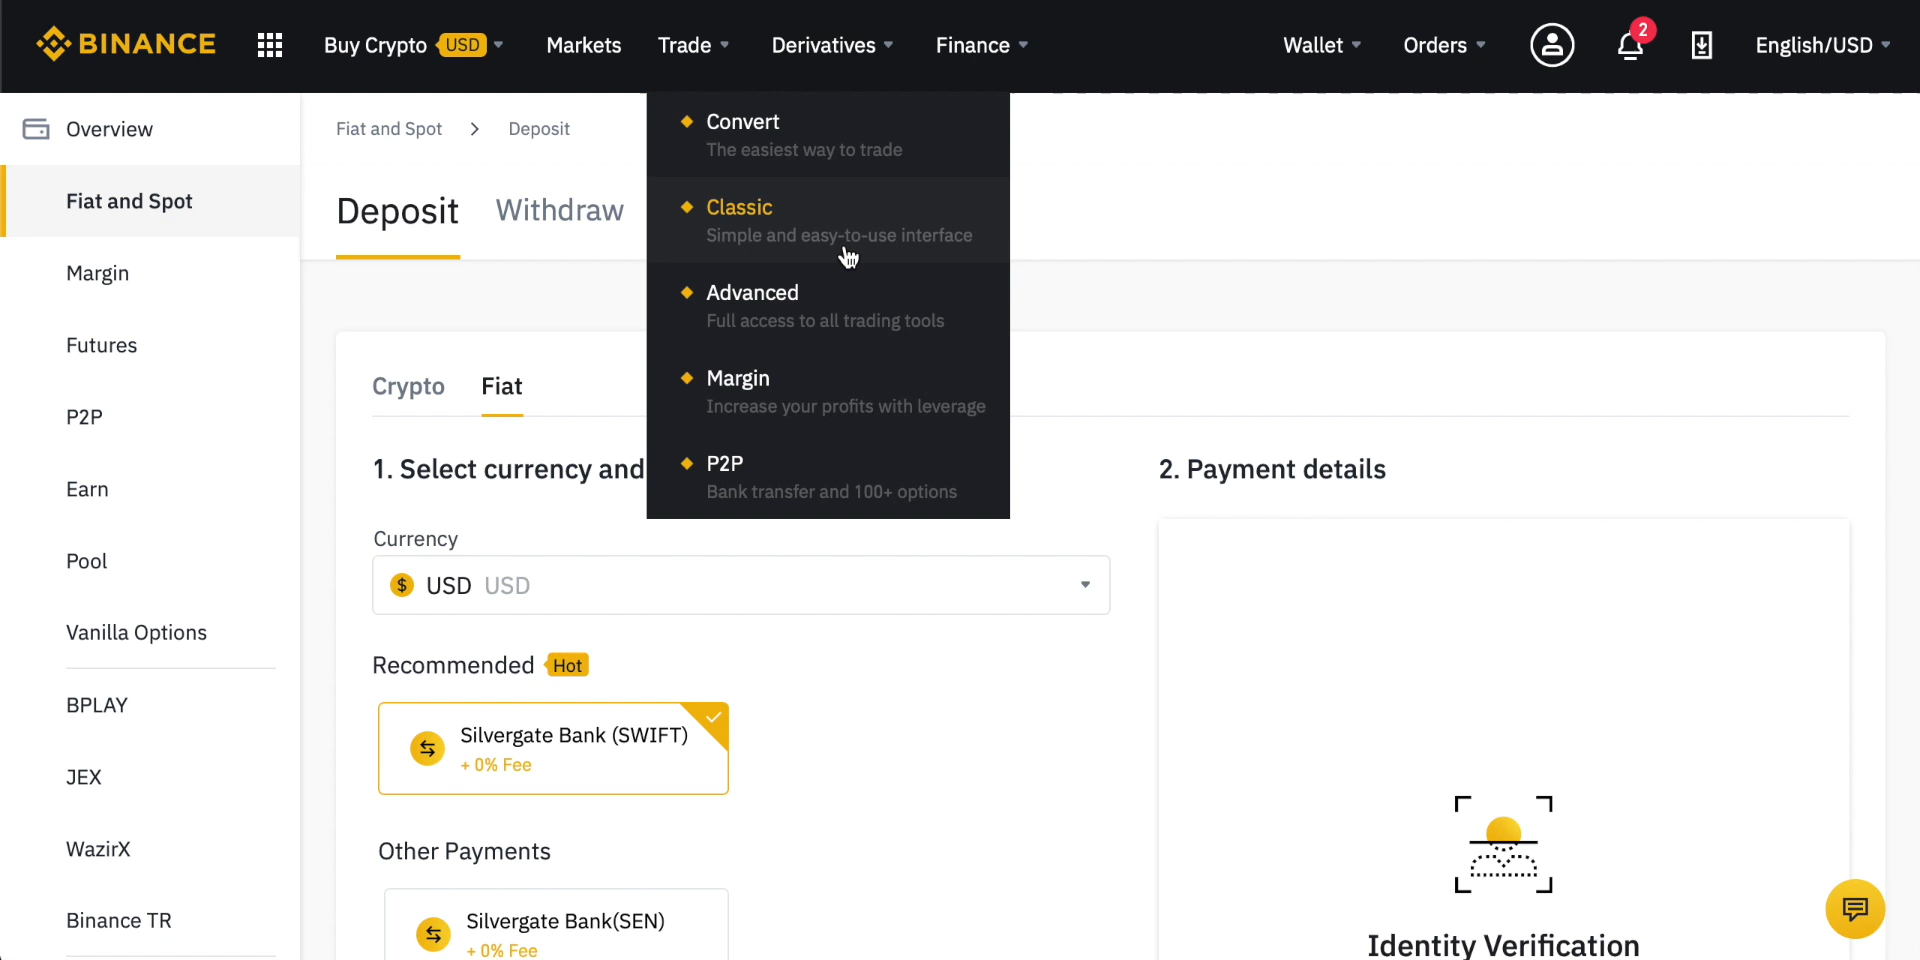 BINANCE
Buy Crypto USD
Markets
Trade
Derivatives
Finance
Wallet
Orders
2
English/USD
Overview
Fiat and Spot
Margin
Futures
P2P
Earn
Pool
Vanilla Options
BPLAY
JEX
WazirX
Binance TR
Fiat and Spot > Deposit
Deposit
Withdraw
Convert
The easiest way to trade
Classic
Simple and easy-to-use interface
Advanced
Full access to all trading tools
Margin
Increase your profits with leverage
P2P
Bank transfer and 100+ options
Crypto
Fiat
1. Select currency and
Currency
$ USD USD
Recommended Hot
Silvergate Bank (SWIFT)
+ 0% Fee
Other Payments
Silvergate Bank(SEN)
+ 0% Fee
2. Payment details
Identity Verification